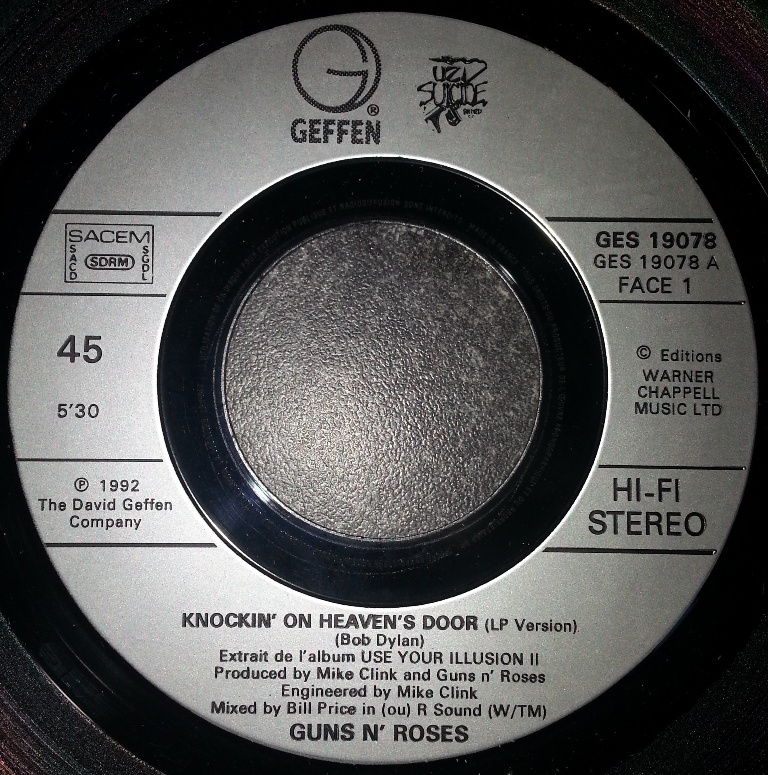 GEFFEN
®
UZI
SUICIDE
SACEM
SACD
SDRM
SGDL
GES 19078
GES 19078 A
FACE 1
45
5'30
© Editions
WARNER
CHAPPELL
MUSIC LTD
℗ 1992
The David Geffen
Company
HI-FI
STEREO
KNOCKIN' ON HEAVEN'S DOOR (LP Version)
(Bob Dylan)
Extrait de l'album USE YOUR ILLUSION II
Produced by Mike Clink and Guns n' Roses
Engineered by Mike Clink
Mixed by Bill Price in (ou) R Sound (W/TM)
GUNS N' ROSES